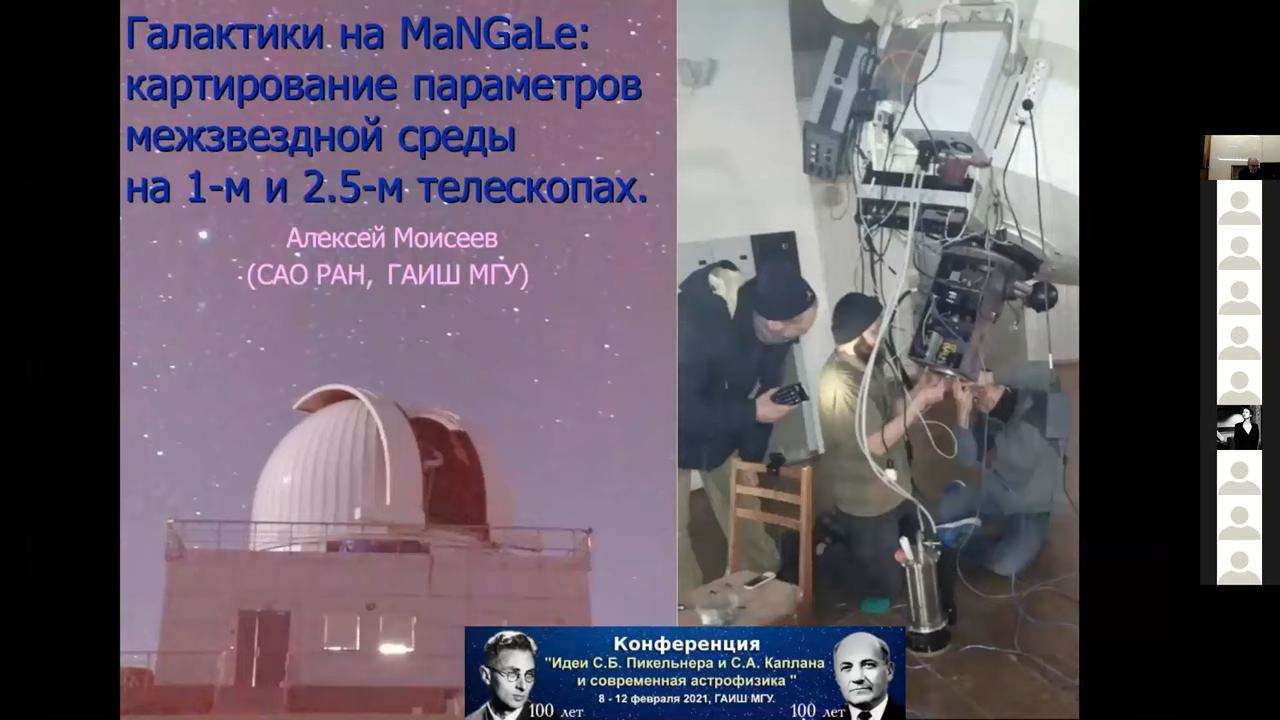 Галактики на MaNGaLe:
картирование параметров
межзвездной среды
на 1-м и 2.5-м телескопах.
Алексей Моисеев
(САО РАН, ГАИШ МГУ)
Конференция
"Идеи С.Б. Пикельнера и С.А. Каплана
и современная астрофизика "
8 - 12 февраля 2021, ГАИШ МГУ.
100 лет
100 лет